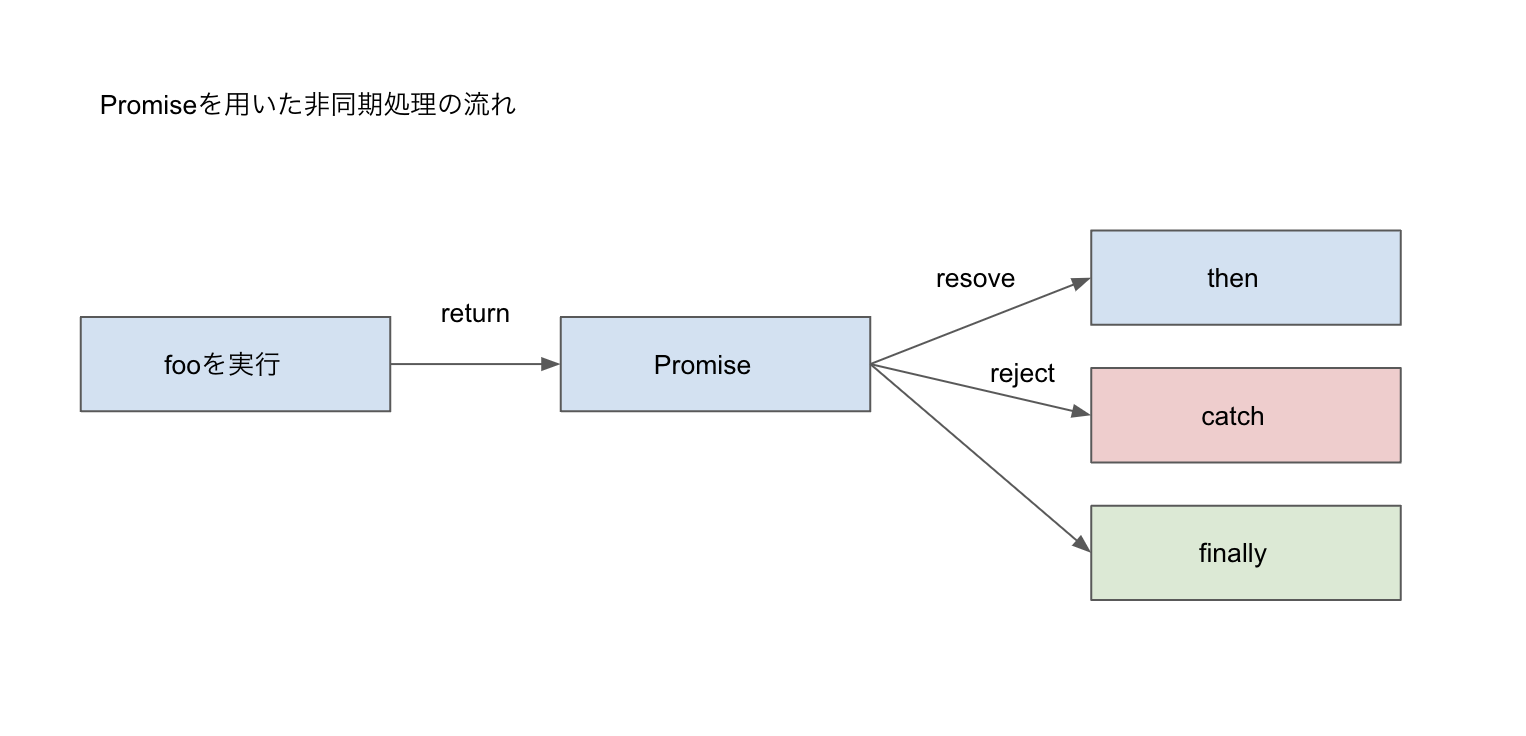 Promiseを用いた非同期処理の流れ
fooを実行
return
Promise
resove
then
reject
catch
finally